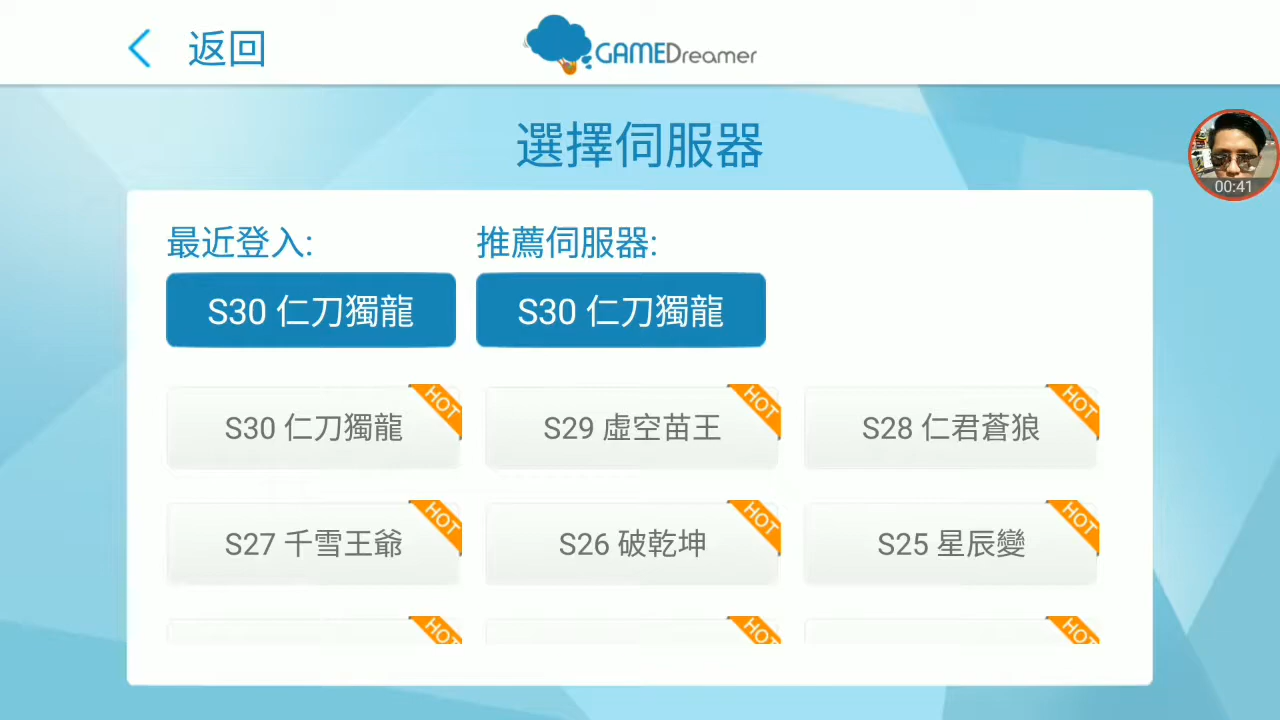 返回
GAMEDreamer
選擇伺服器
00:41
最近登入:
推薦伺服器:
S30 仁刀獨龍
S30 仁刀獨龍
S30 仁刀獨龍
HOT
S29 虛空苗王
HOT
S28 仁君蒼狼
HOT
S27 千雪王爺
HOT
S26 破乾坤
HOT
S25 星辰變
HOT
HOT
HOT
HOT